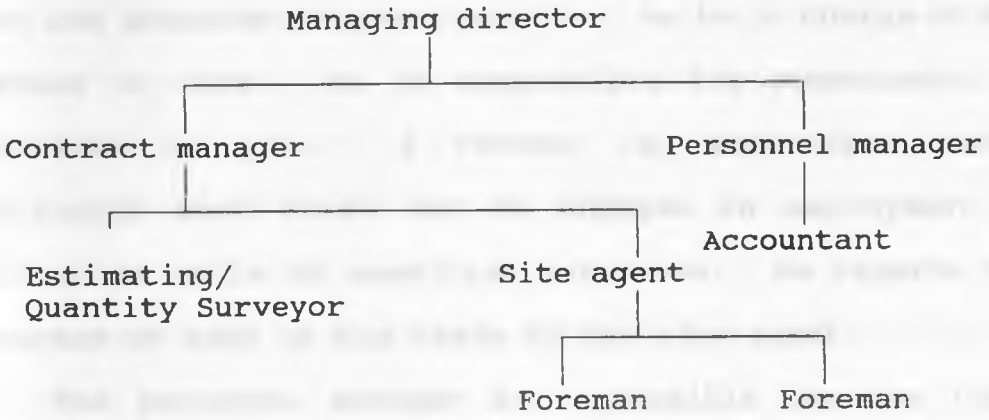 Managing director
Contract manager Personnel manager
Accountant
Estimating/ Site agent
Quantity Surveyor
Foreman Foreman